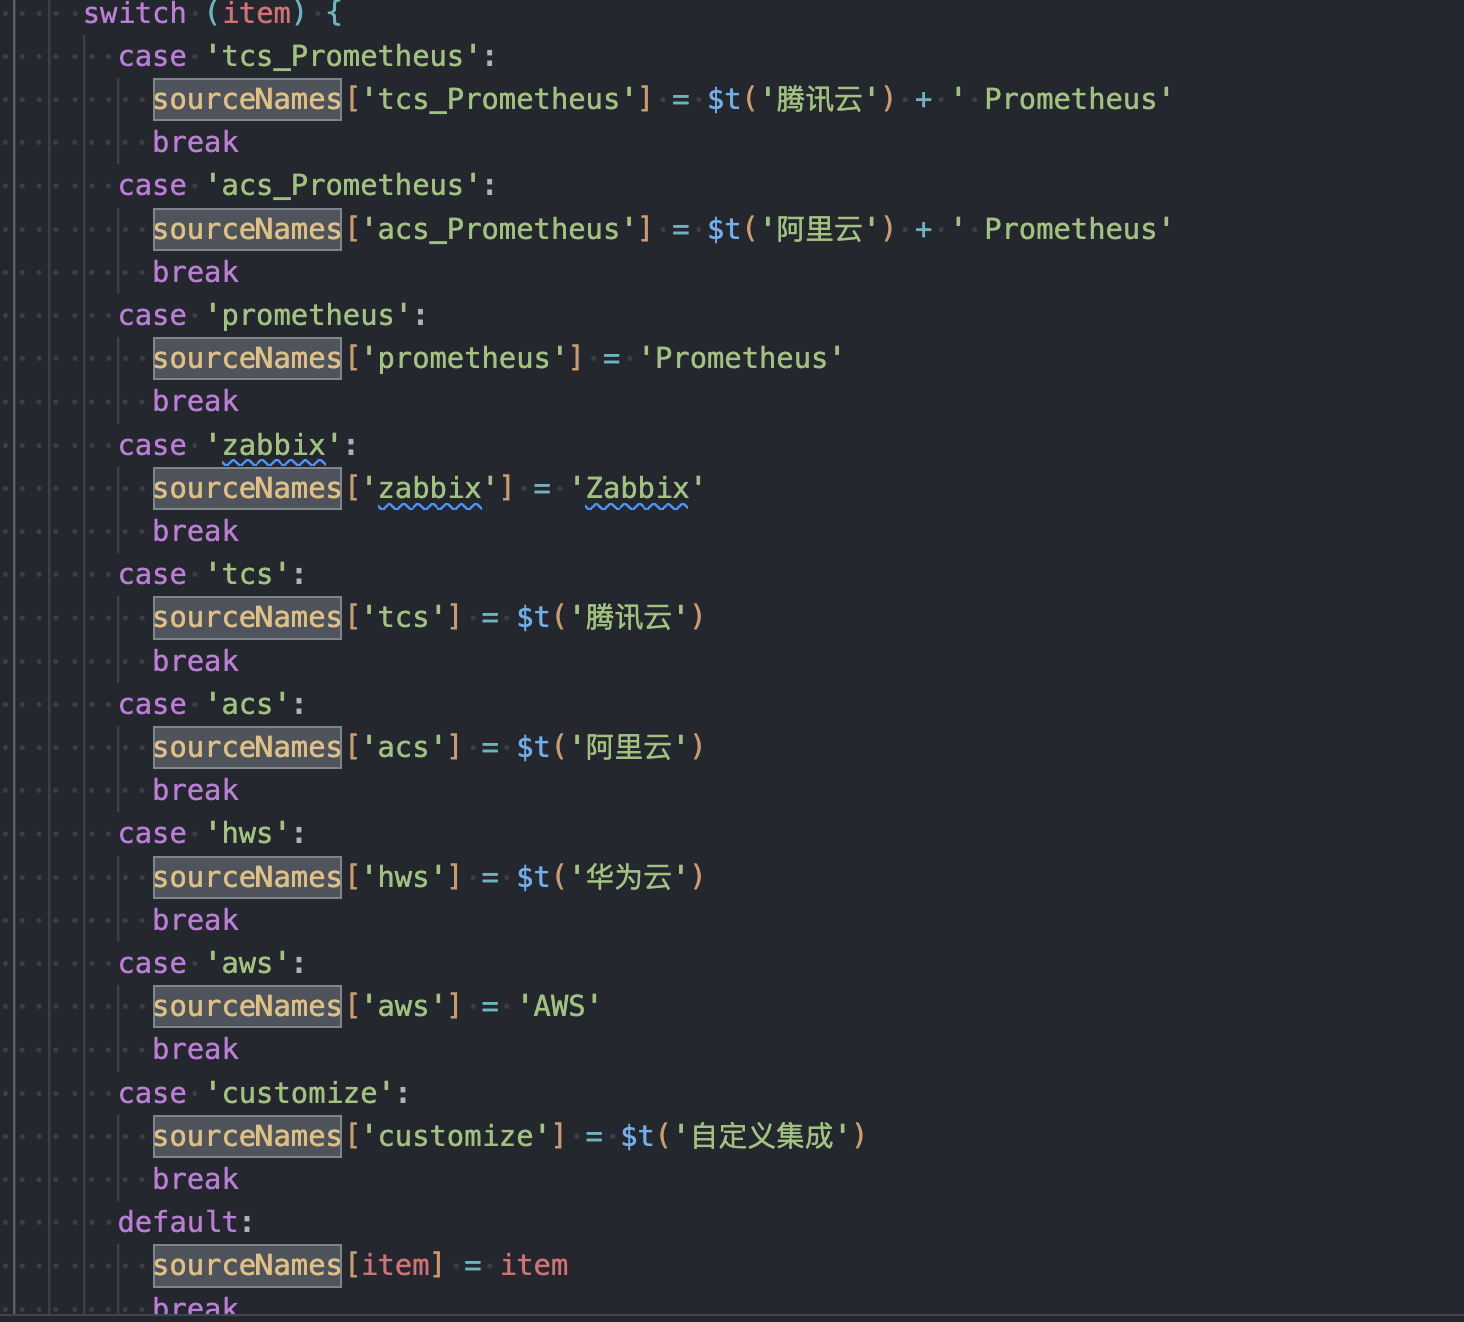 switch (item) {
case 'tcs_Prometheus':
sourceNames['tcs_Prometheus'] = $t('腾讯云') + ' Prometheus'
break
case 'acs_Prometheus':
sourceNames['acs_Prometheus'] = $t('阿里云') + ' Prometheus'
break
case 'prometheus':
sourceNames['prometheus'] = 'Prometheus'
break
case 'zabbix':
sourceNames['zabbix'] = 'Zabbix'
break
case 'tcs':
sourceNames['tcs'] = $t('腾讯云')
break
case 'acs':
sourceNames['acs'] = $t('阿里云')
break
case 'hws':
sourceNames['hws'] = $t('华为云')
break
case 'aws':
sourceNames['aws'] = 'AWS'
break
case 'customize':
sourceNames['customize'] = $t('自定义集成')
break
default:
sourceNames[item] = item
break